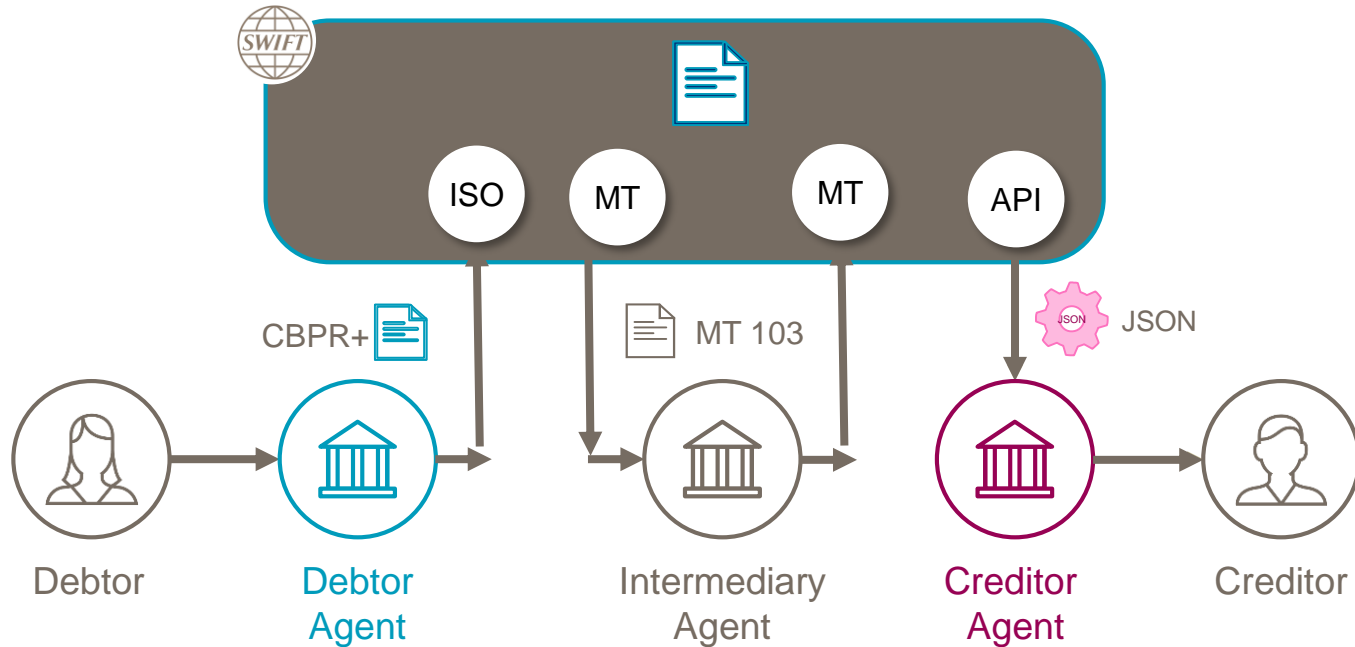 SWIFT
ISO
MT
MT
API
CBPR+
MT 103
JSON
JSON
Debtor
Debtor
Agent
Intermediary
Agent
Creditor
Agent
Creditor